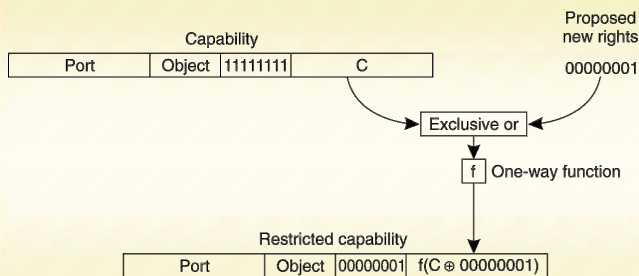 Proposed
new rights
Capability
Port Object 11111111 C
00000001
Exclusive or
f One-way function
Restricted capability
Port Object 00000001 f(C ⊕ 00000001)